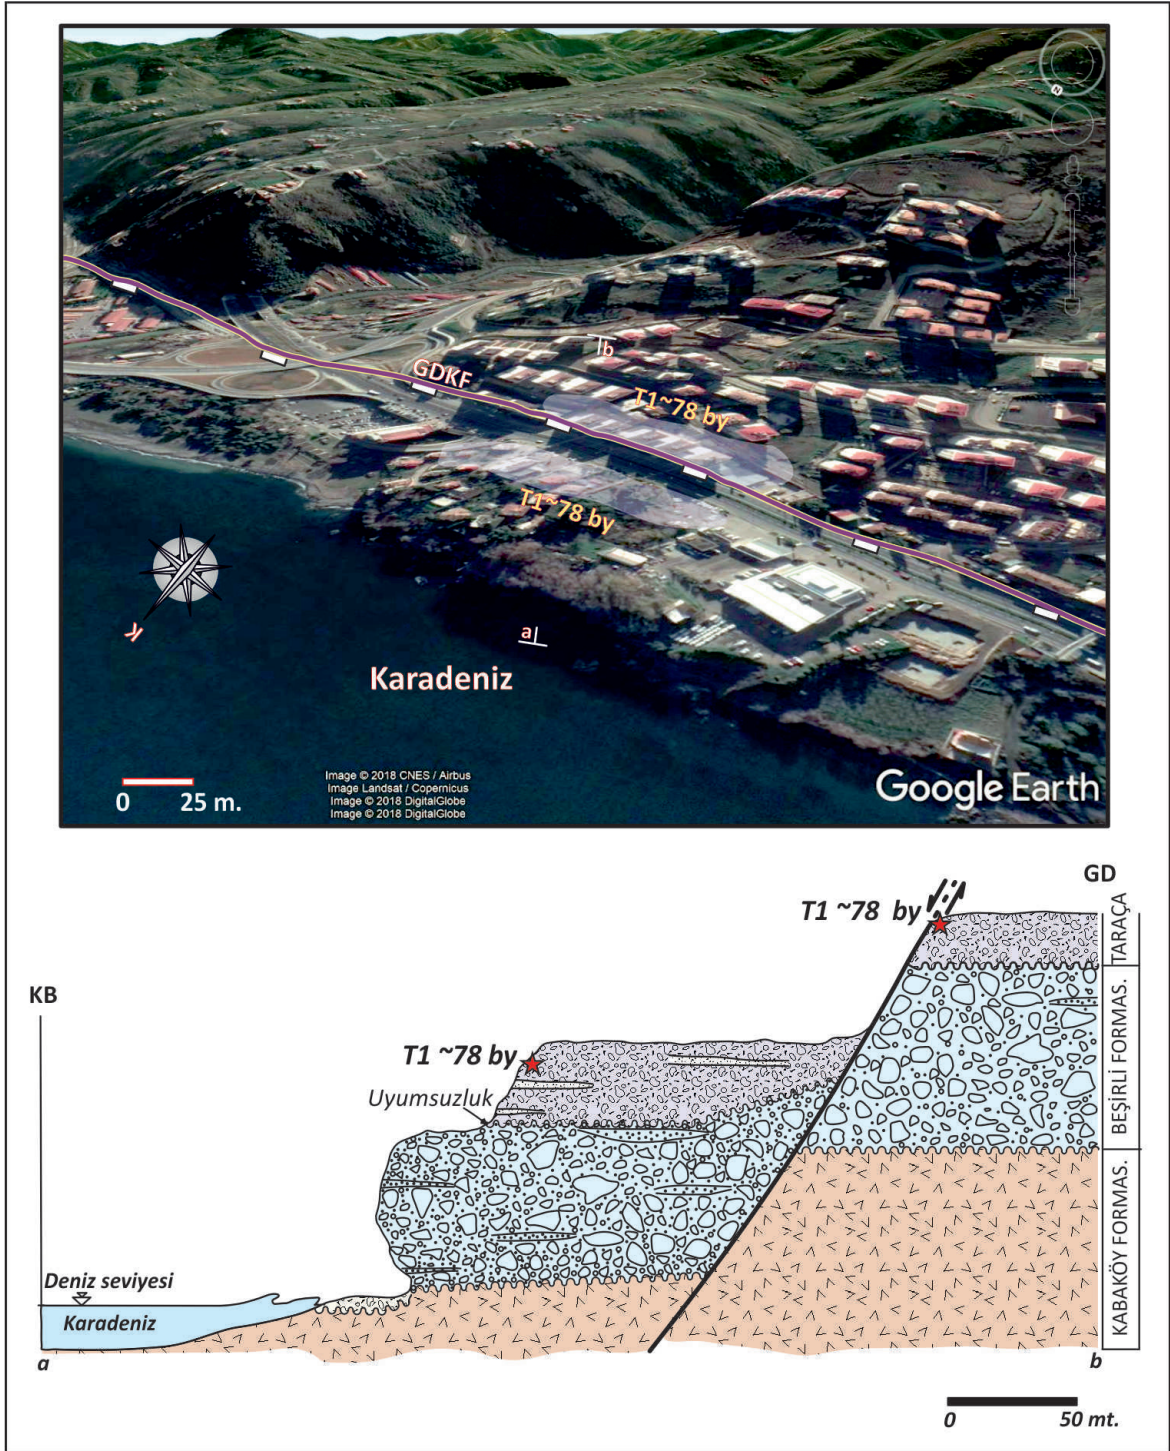 b
GDKF
T1~78 by
T1~78 by
a
Karadeniz
K
0 25 m.
Image © 2018 CNES / Airbus
Image Landsat / Copernicus
Image © 2018 DigitalGlobe
Image © 2018 DigitalGlobe
Google Earth
GD
T1 ~78 by
TARAÇA
KB
T1 ~78 by
Uyumsuzluk
BEŞİRLİ FORMAS.
Deniz seviyesi
Karadeniz
KABAKÖY FORMAS.
a
b
0 50 mt.